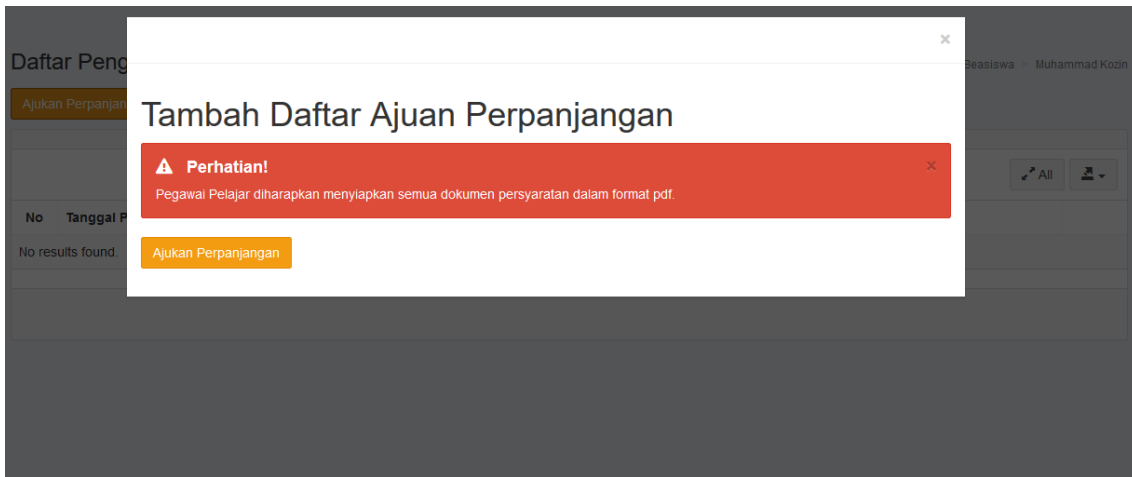 ×
Daftar Peng
Beasiswa > Muhammad Kozin
Ajukan Perpanjan
Tambah Daftar Ajuan Perpanjangan
Perhatian! ×
Pegawai Pelajar diharapkan menyiapkan semua dokumen persyaratan dalam format pdf.
All
No Tanggal P
No results found.
Ajukan Perpanjangan